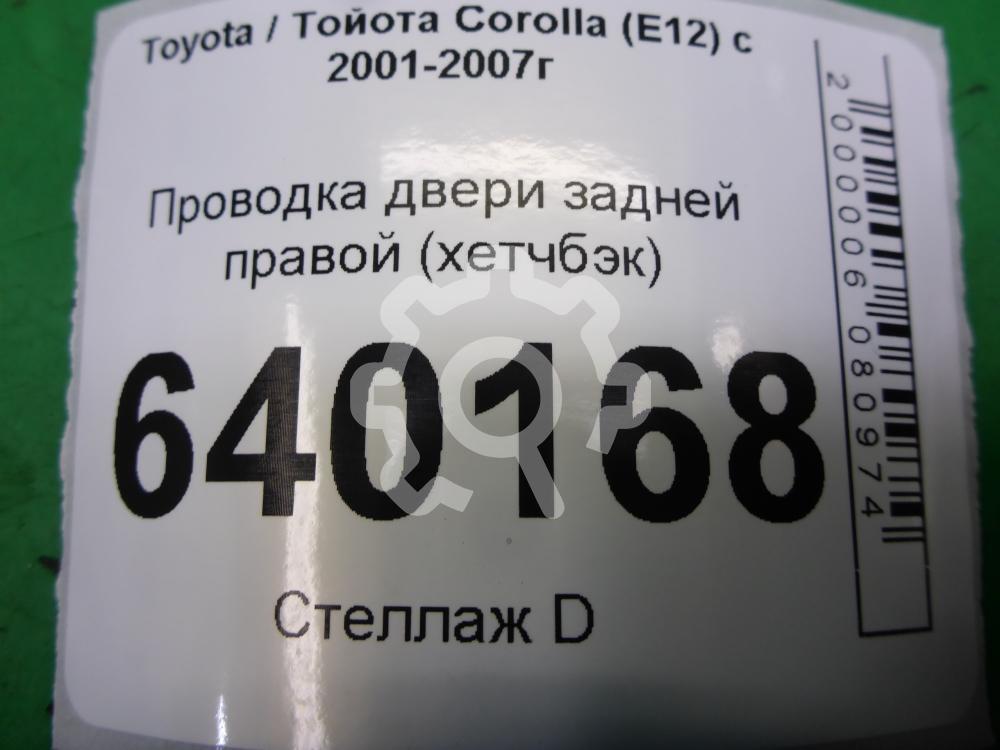 Toyota / Тойота Corolla (E12) с
2001-2007г
Проводка двери задней
правой (хетчбэк)
640168
Стеллаж D
2000006080974